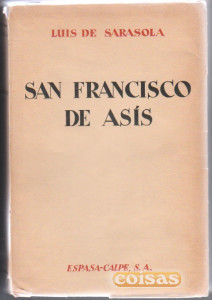 LUIS DE SARASOLA
SAN FRANCISCO
DE ASÍS
ESPASA-CALPE, S. A.
coisas